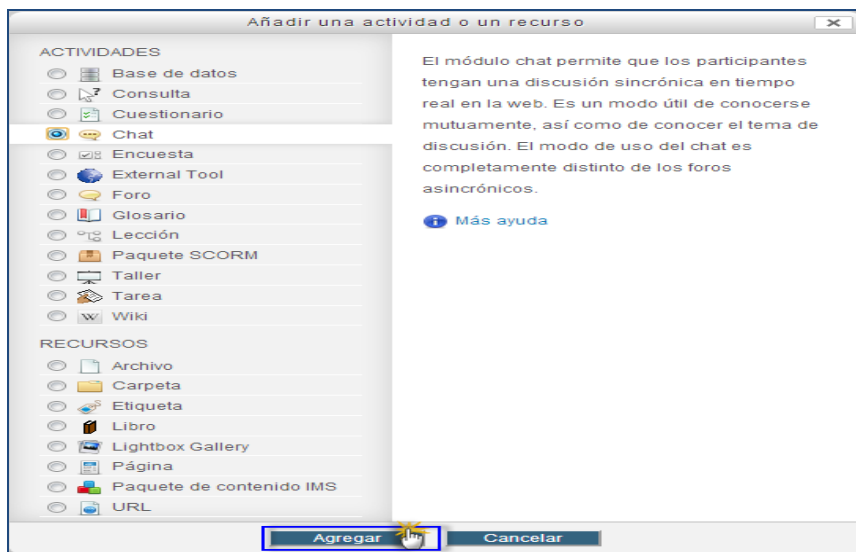 Añadir una actividad o un recurso
ACTIVIDADES
Base de datos
Consulta
Cuestionario
Chat
Encuesta
External Tool
Foro
Glosario
Lección
Paquete SCORM
Taller
Tarea
Wiki
RECURSOS
Archivo
Carpeta
Etiqueta
Libro
Lightbox Gallery
Página
Paquete de contenido IMS
URL
El módulo chat permite que los participantes
tengan una discusión sincrónica en tiempo
real en la web. Es un modo útil de conocerse
mutuamente, así como de conocer el tema de
discusión. El modo de uso del chat es
completamente distinto de los foros
asincrónicos.
Más ayuda
Agregar
Cancelar